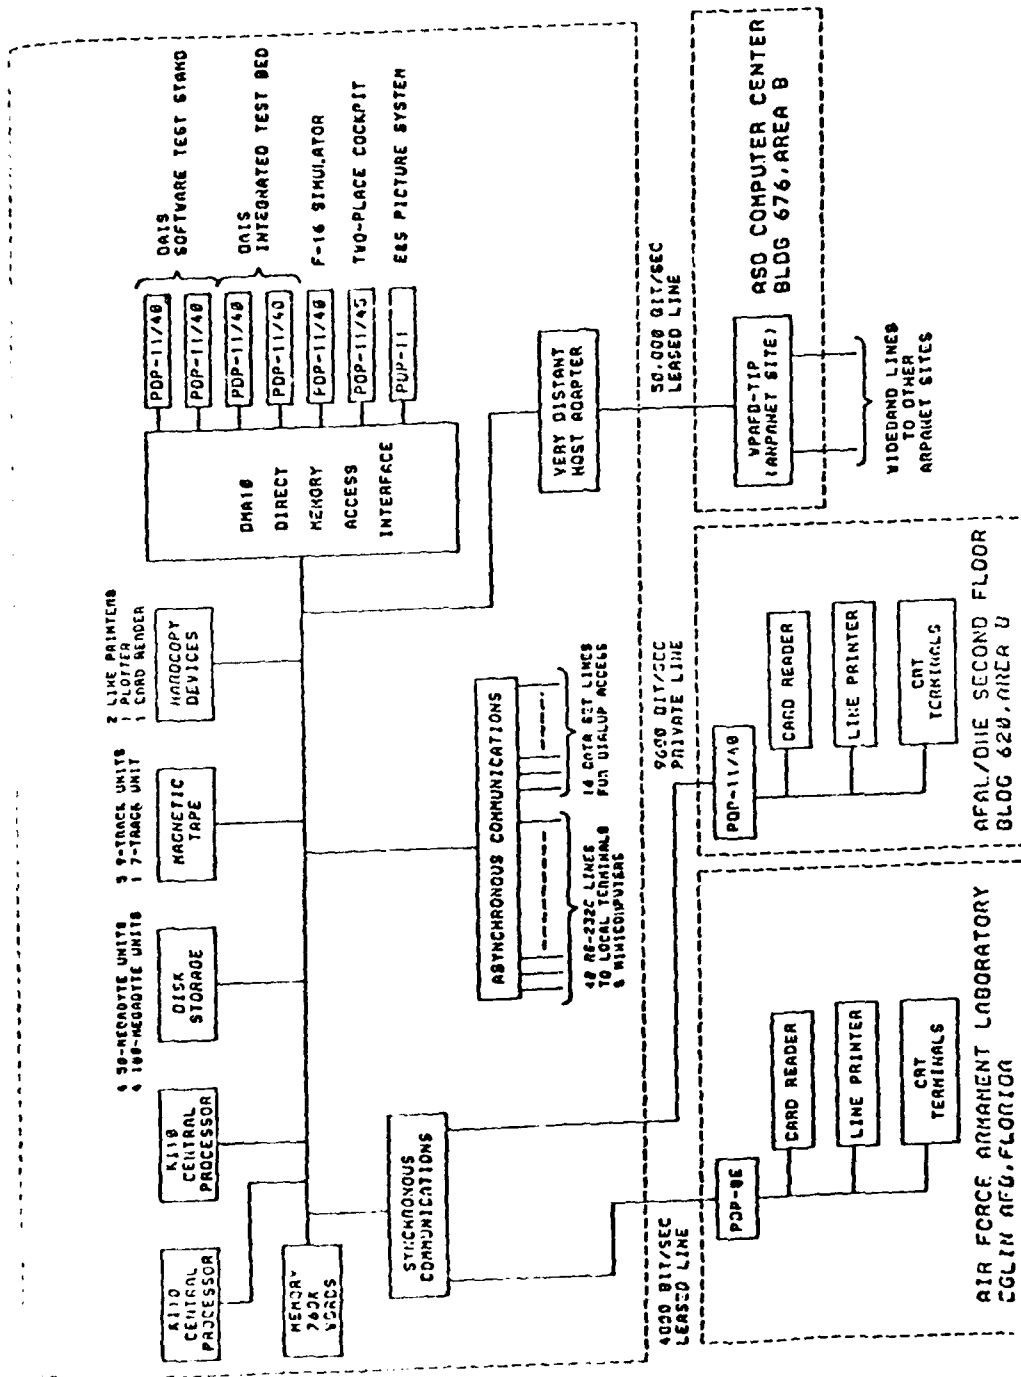 KI10
CENTRAL
PROCESSOR
KI10
CENTRAL
PROCESSOR
4 50-MEGABYTE UNITS
4 100-MEGABYTE UNITS
DISK
STORAGE
3 9-TRACK UNITS
1 7-TRACK UNIT
MAGNETIC
TAPE
2 LINE PRINTERS
1 PLOTTER
1 CARD READER
HARDCOPY
DEVICES
PDP-11/40
PDP-11/40
PDP-11/40
PDP-11/40
PDP-11/40
PDP-11/45
PDP-11
DAIS
SOFTWARE TEST STAND
DAIS
INTEGRATED TEST BED
F-16 SIMULATOR
TWO-PLACE COCKPIT
E&S PICTURE SYSTEM
DMA10
DIRECT
MEMORY
ACCESS
INTERFACE
MEMORY
WORDS
SYNCHRONOUS
COMMUNICATIONS
ASYNCHRONOUS COMMUNICATIONS
40 RS-232C LINES
TO LOCAL TERMINALS
& MINICOMPUTERS
DATA SET LINES
FOR DIALUP ACCESS
VERY DISTANT
HOST ADAPTER
LEASED LINE
9600 BIT/SEC
PRIVATE LINE
50,000 BIT/SEC
LEASED LINE
PDP-8E
CARD READER
LINE PRINTER
CRT
TERMINALS
AIR FORCE ARMAMENT LABORATORY
EGLIN AFB, FLORIDA
PDP-11/40
CARD READER
LINE PRINTER
CRT
TERMINALS
AFAL/DHE SECOND FLOOR
BLDG 620, AREA B
WPAFB-TIP
(ARPANET SITE)
WIDEBAND LINES
TO OTHER
ARPANET SITES
ASD COMPUTER CENTER
BLDG 676, AREA B